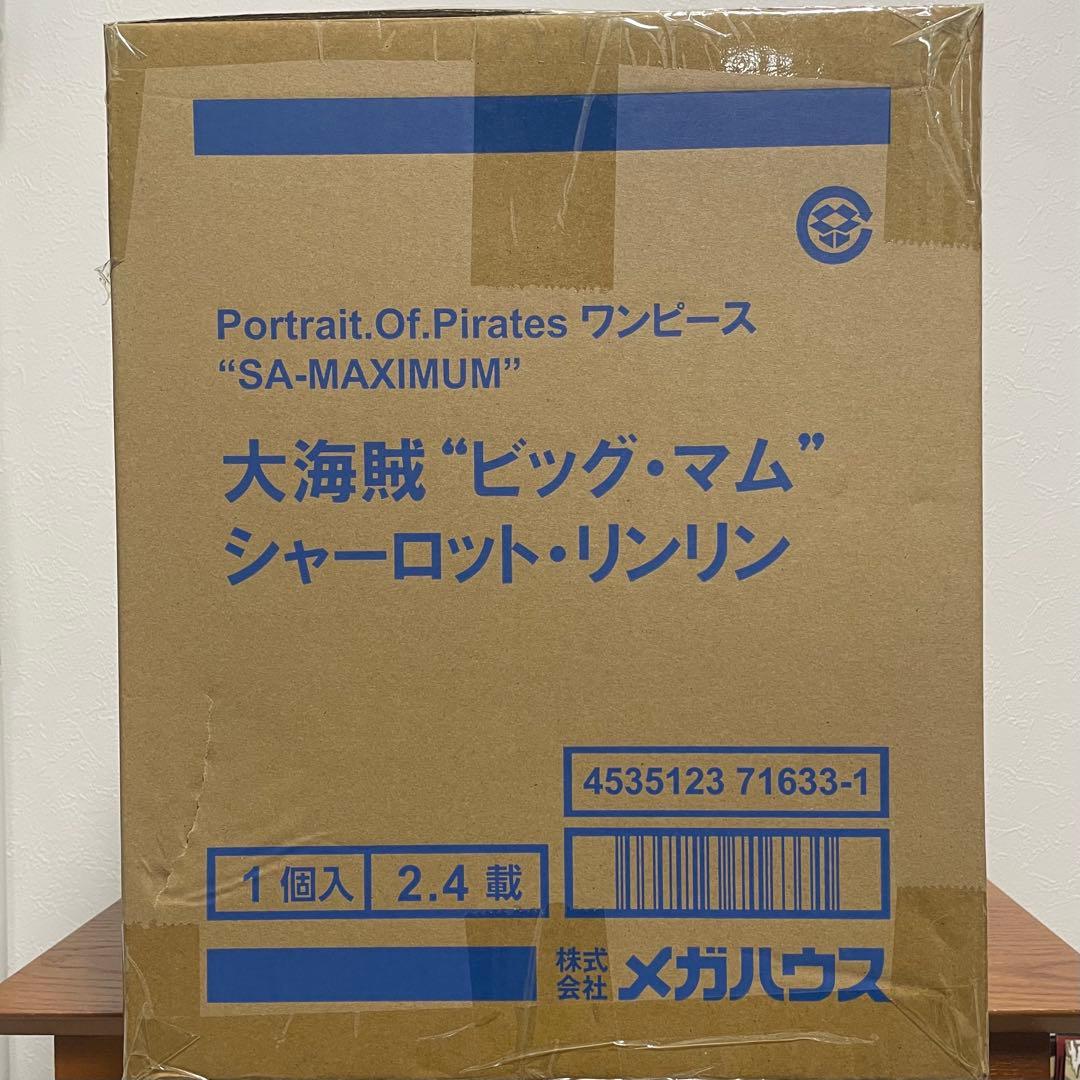 Portrait.Of.Pirates ワンピース
“SA-MAXIMUM”
大海賊“ビッグ・マム”
シャーロット・リンリン
4535123 71633-1
1個入
2.4載
株式会社 メガハウス